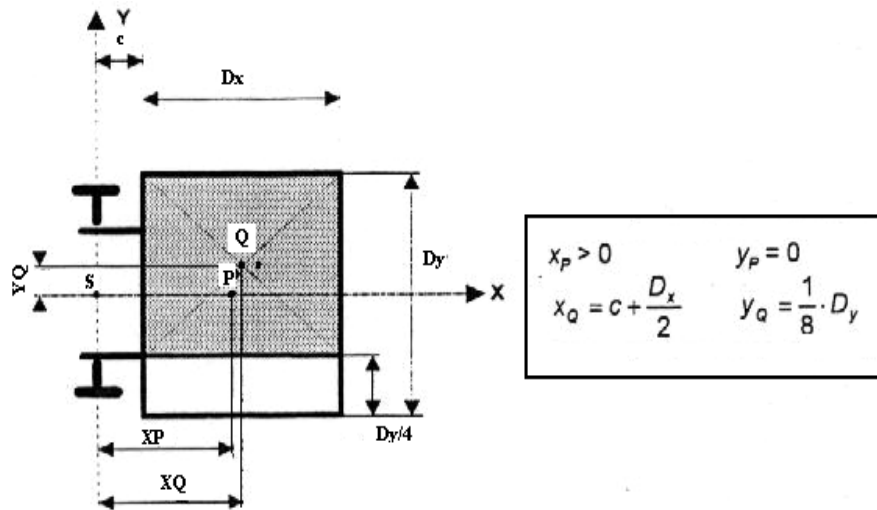 Y
c
Dx
Q
Dy
YQ
S
P
X
Dy/4
XP
XQ
x_P > 0 y_P = 0
x_Q = c + D_x/2 y_Q = 1/8 · D_y